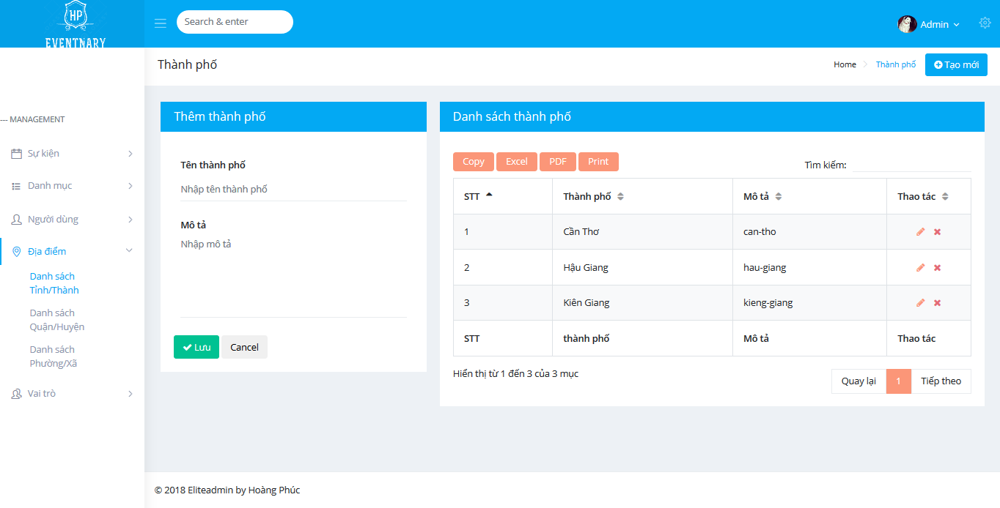 HP
EVENTNARY
Search & enter
Admin
Thành phố
Home
Thành phố
Tạo mới
--- MANAGEMENT
Sự kiện
Danh mục
Người dùng
Địa điểm
Danh sách
Tỉnh/Thành
Danh sách
Quận/Huyện
Danh sách
Phường/Xã
Vai trò
Thêm thành phố
Tên thành phố
Nhập tên thành phố
Mô tả
Nhập mô tả
Lưu Cancel
Danh sách thành phố
Copy Excel PDF Print
Tìm kiếm:
STT Thành phố Mô tả Thao tác
1 Cần Thơ can-tho
2 Hậu Giang hau-giang
3 Kiên Giang kieng-giang
STT thành phố Mô tả Thao tác
Hiển thị từ 1 đến 3 của 3 mục
Quay lại 1 Tiếp theo
© 2018 Eliteadmin by Hoàng Phúc